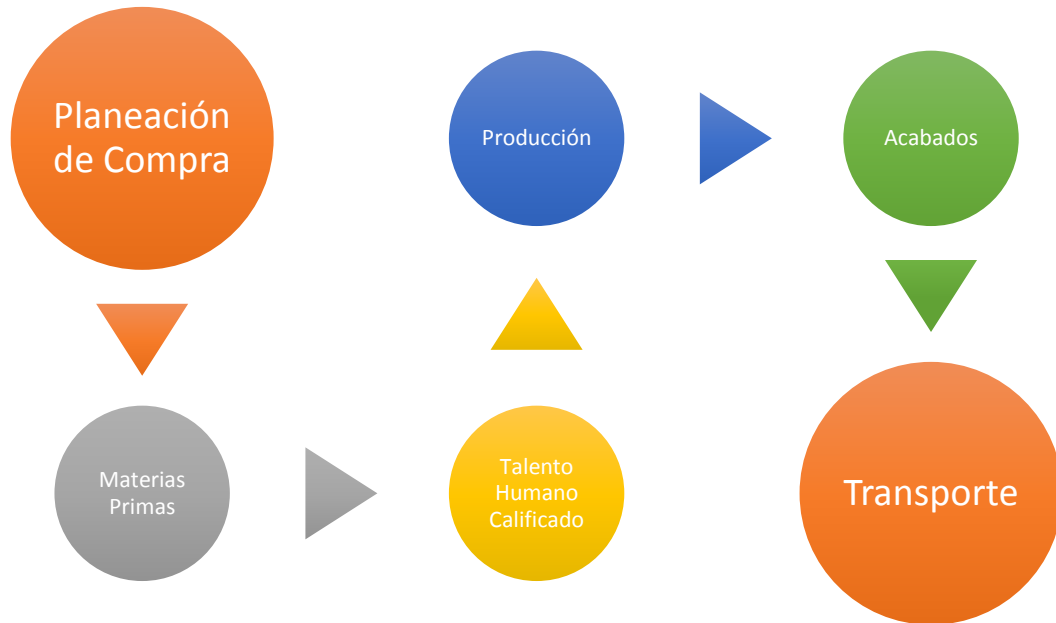 Planeación
de Compra
Materias
Primas
Talento
Humano
Calificado
Producción
Acabados
Transporte